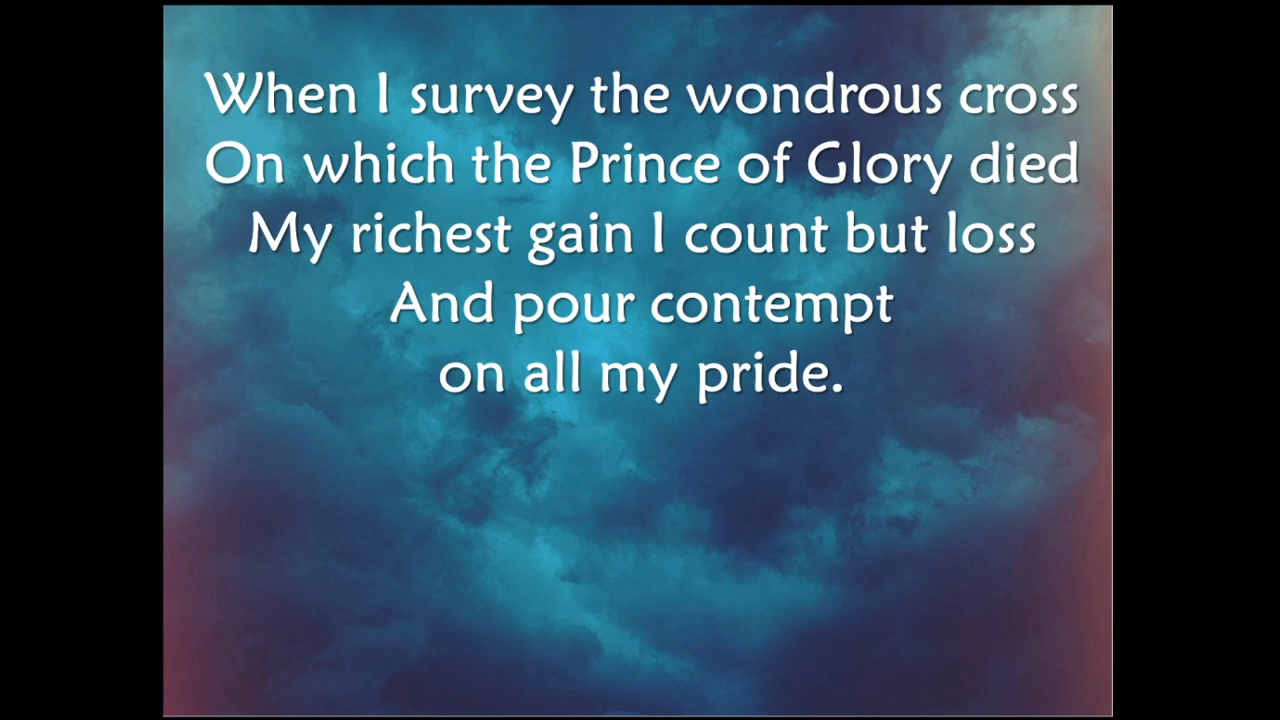 When I survey the wondrous cross
On which the Prince of Glory died
My richest gain I count but loss
And pour contempt
on all my pride.